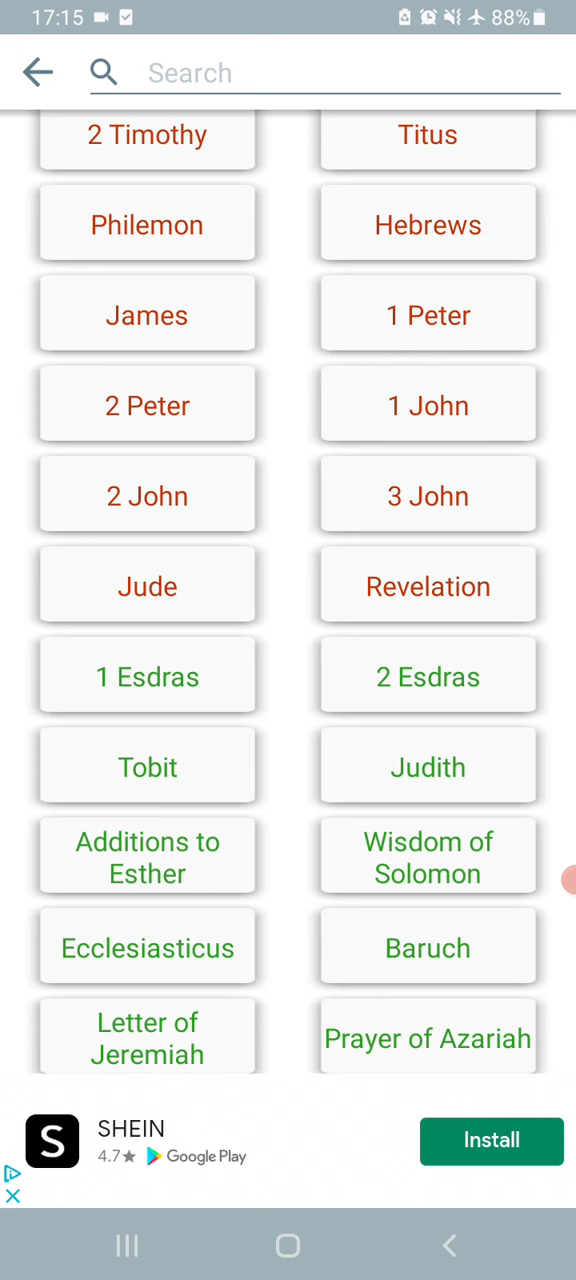 17:15
88%
Search
2 Timothy
Titus
Philemon
Hebrews
James
1 Peter
2 Peter
1 John
2 John
3 John
Jude
Revelation
1 Esdras
2 Esdras
Tobit
Judith
Additions to
Esther
Wisdom of
Solomon
Ecclesiasticus
Baruch
Letter of
Jeremiah
Prayer of Azariah
S
SHEIN
4.7★ Google Play
Install